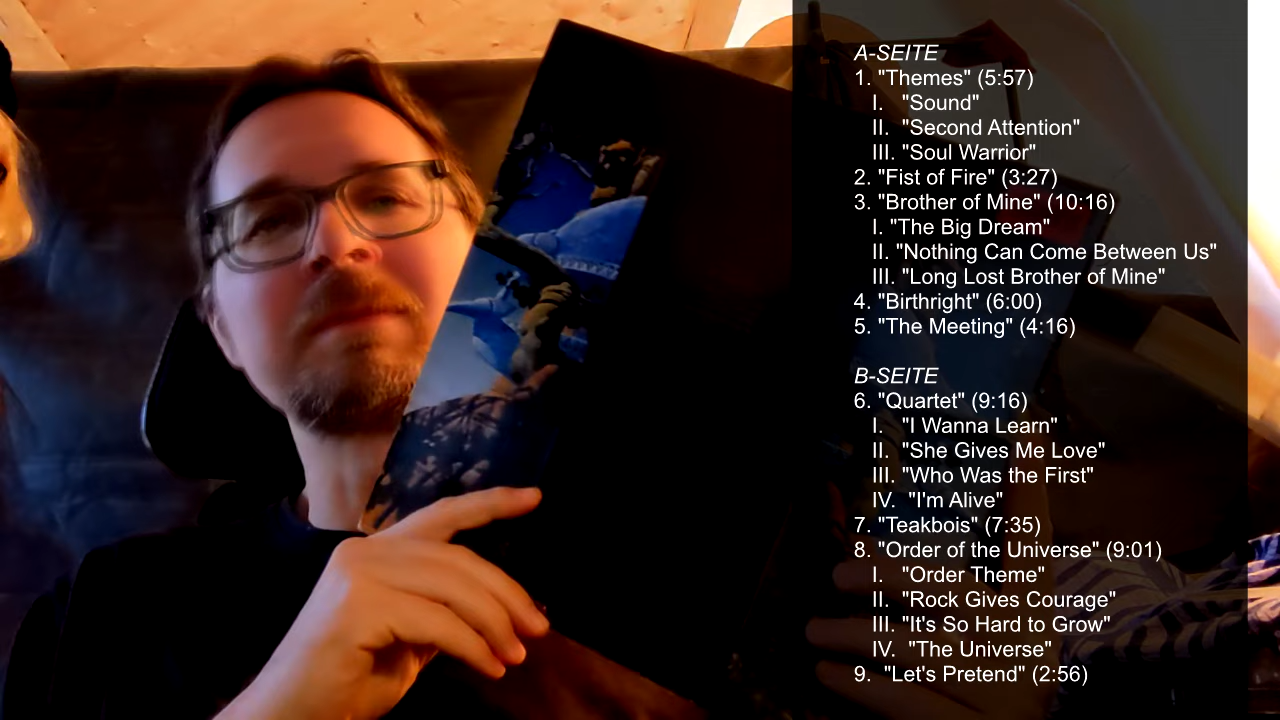 A-SEITE
1. "Themes" (5:57)
I. "Sound"
II. "Second Attention"
III. "Soul Warrior"
2. "Fist of Fire" (3:27)
3. "Brother of Mine" (10:16)
I. "The Big Dream"
II. "Nothing Can Come Between Us"
III. "Long Lost Brother of Mine"
4. "Birthright" (6:00)
5. "The Meeting" (4:16)
B-SEITE
6. "Quartet" (9:16)
I. "I Wanna Learn"
II. "She Gives Me Love"
III. "Who Was the First"
IV. "I'm Alive"
7. "Teakbois" (7:35)
8. "Order of the Universe" (9:01)
I. "Order Theme"
II. "Rock Gives Courage"
III. "It's So Hard to Grow"
IV. "The Universe"
9. "Let's Pretend" (2:56)